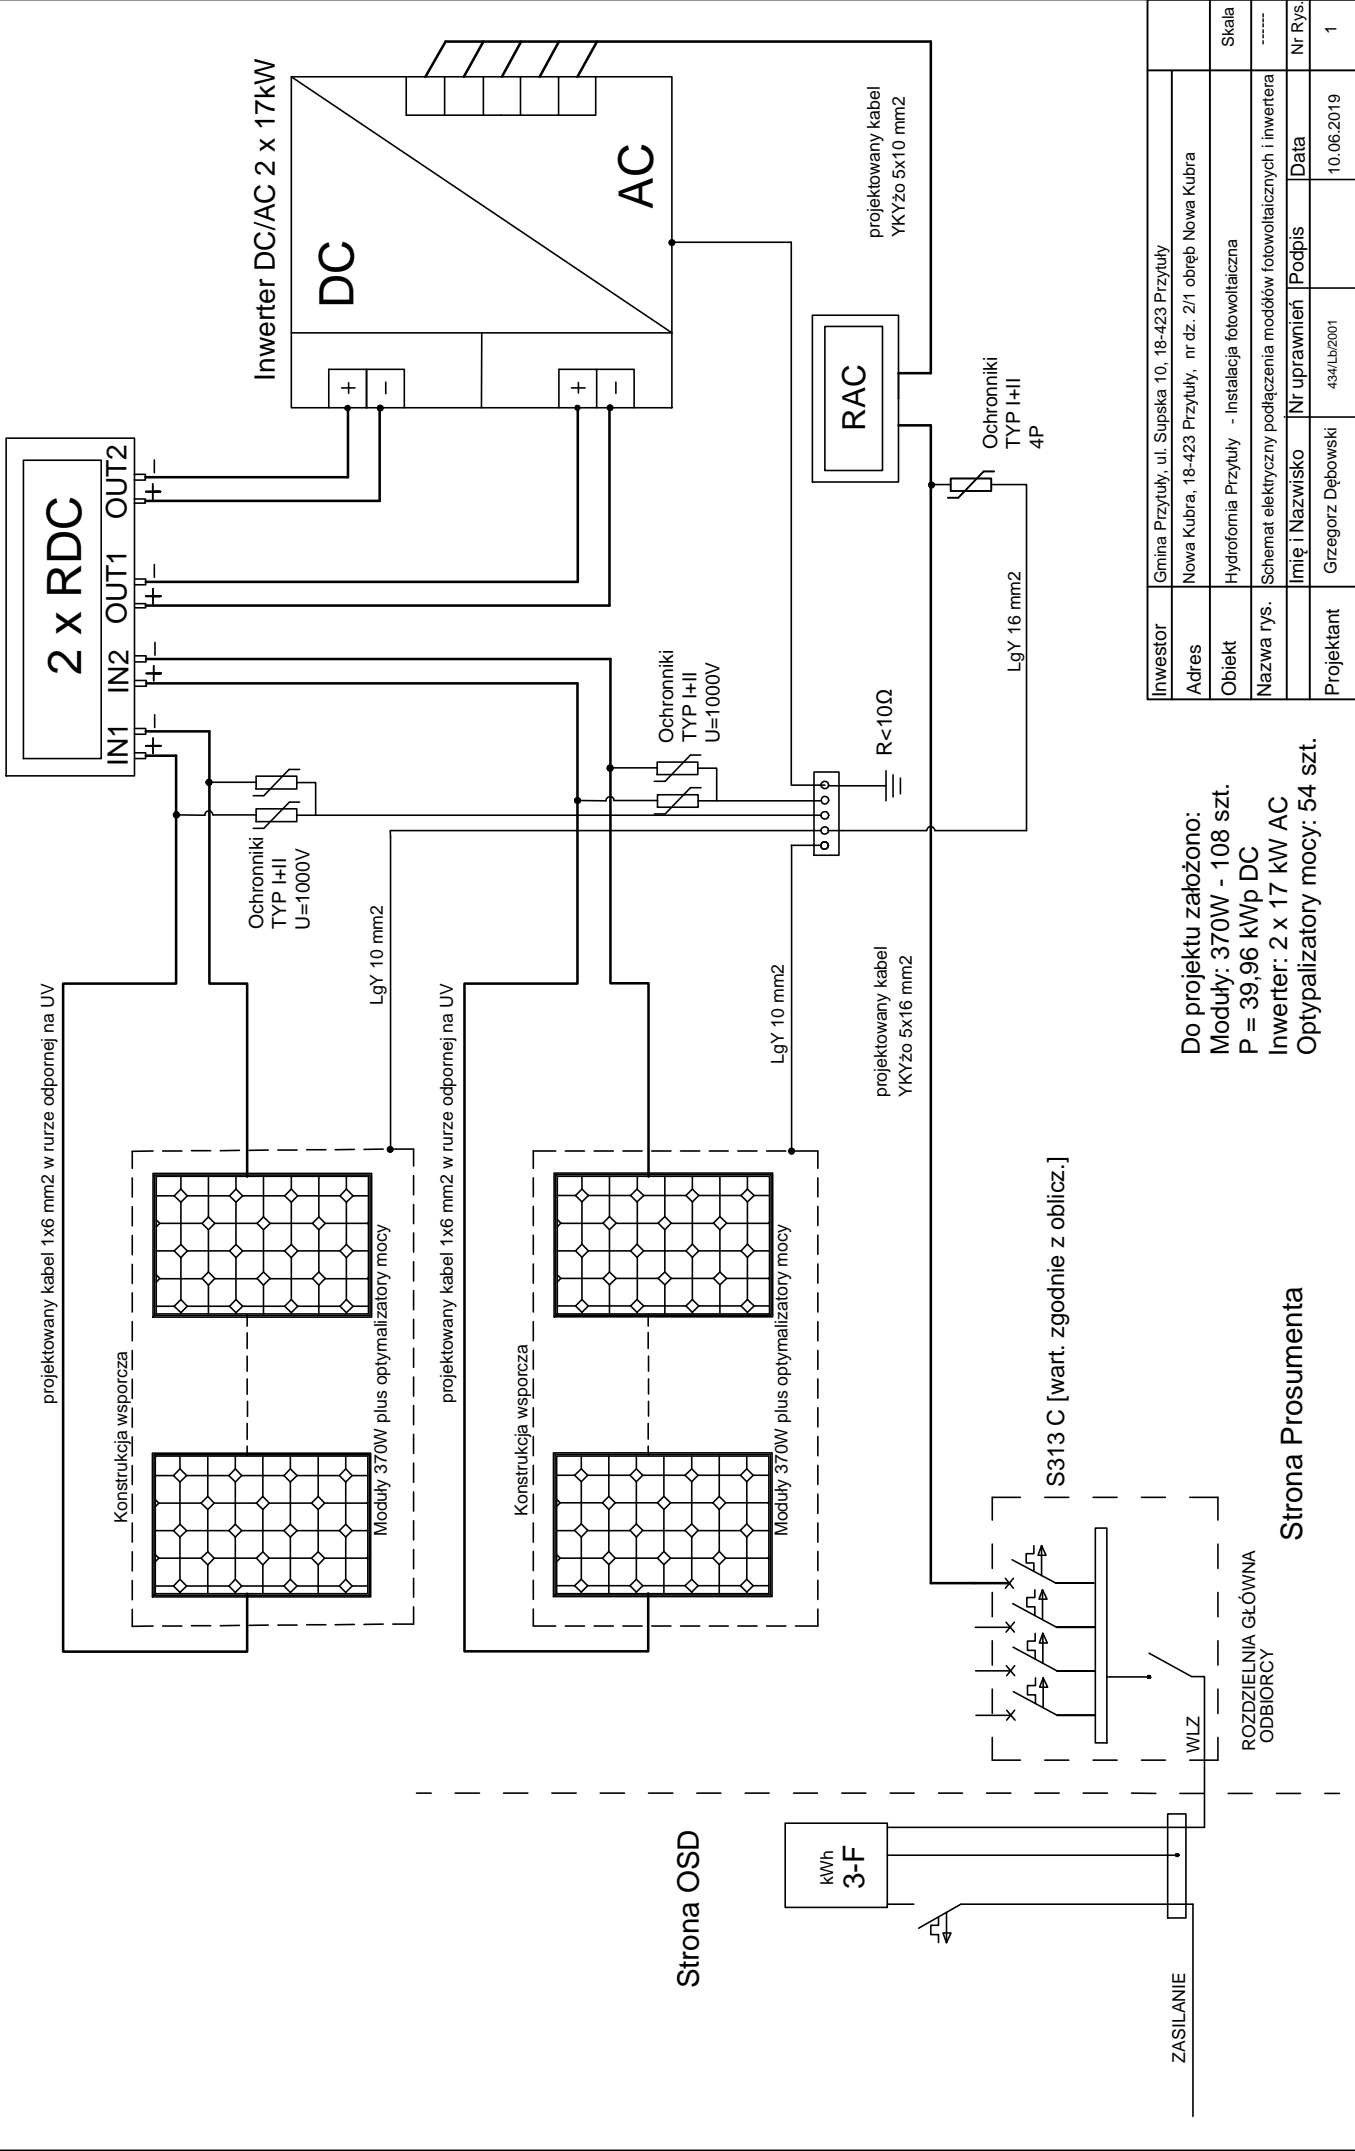 Strona OSD
ZASILANIE
kWh
3-F
WLZ
ROZDZIELNIA GŁÓWNA
ODBIORCY
Strona Prosumenta
S313 C [wart. zgodnie z oblicz.]
projektowany kabel 1x6 mm2 w rurze odpornej na UV
Konstrukcja wsporcza
Moduły 370W plus optymalizatory mocy
projektowany kabel 1x6 mm2 w rurze odpornej na UV
Konstrukcja wsporcza
Moduły 370W plus optymalizatory mocy
LgY 10 mm2
LgY 10 mm2
projektowany kabel
YKYżo 5x16 mm2
Ochronniki
TYP I+II
U=1000V
Ochronniki
TYP I+II
U=1000V
R<10Ω
LgY 16 mm2
2 x RDC
IN1 IN2 OUT1 OUT2
+ − + − + − + −
Inwerter DC/AC 2 x 17kW
DC
AC
+ −
+ −
RAC
Ochronniki
TYP I+II
4P
projektowany kabel
YKYżo 5x10 mm2
Do projektu założono:
Moduły: 370W - 108 szt.
P = 39,96 kWp DC
Inwerter: 2 x 17 kW AC
Optypalizatory mocy: 54 szt.
Inwestor Gmina Przytuły, ul. Supska 10, 18-423 Przytuły
Adres Nowa Kubra, 18-423 Przytuły, nr dz. 2/1 obręb Nowa Kubra
Obiekt Hydrofornia Przytuły - Instalacja fotowoltaiczna Skala
Nazwa rys. Schemat elektryczny podłączenia modółów fotowoltaicznych i inwertera ------
Imię i Nazwisko Nr uprawnień Podpis Data Nr Rys.
Projektant Grzegorz Dębowski 434/Lb/2001 10.06.2019 1